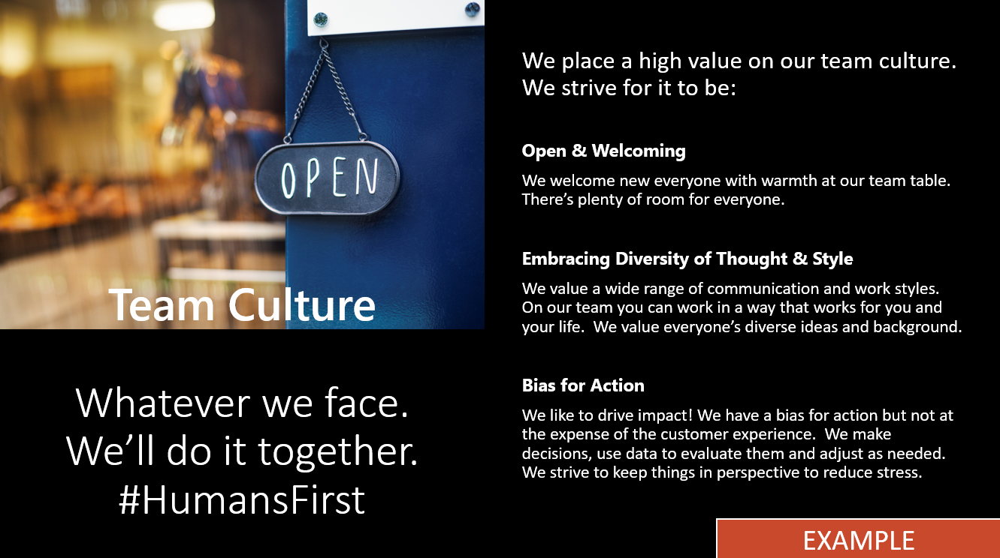 OPEN
Team Culture
Whatever we face.
We'll do it together.
#HumansFirst
We place a high value on our team culture.
We strive for it to be:
Open & Welcoming
We welcome new everyone with warmth at our team table.
There's plenty of room for everyone.
Embracing Diversity of Thought & Style
We value a wide range of communication and work styles.
On our team you can work in a way that works for you and
your life.  We value everyone's diverse ideas and background.
Bias for Action
We like to drive impact! We have a bias for action but not at
the expense of the customer experience.  We make
decisions, use data to evaluate them and adjust as needed.
We strive to keep things in perspective to reduce stress.
EXAMPLE